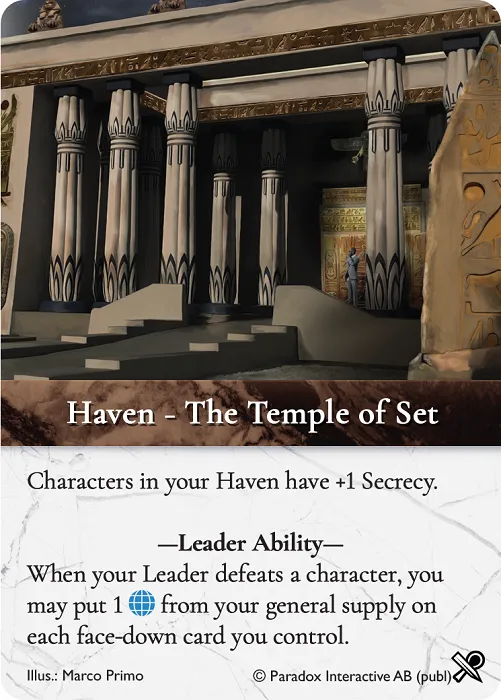 Haven - The Temple of Set
Characters in your Haven have +1 Secrecy.
—Leader Ability—
When your Leader defeats a character, you
may put 1 from your general supply on
each face-down card you control.
Illus.: Marco Primo
© Paradox Interactive AB (publ)